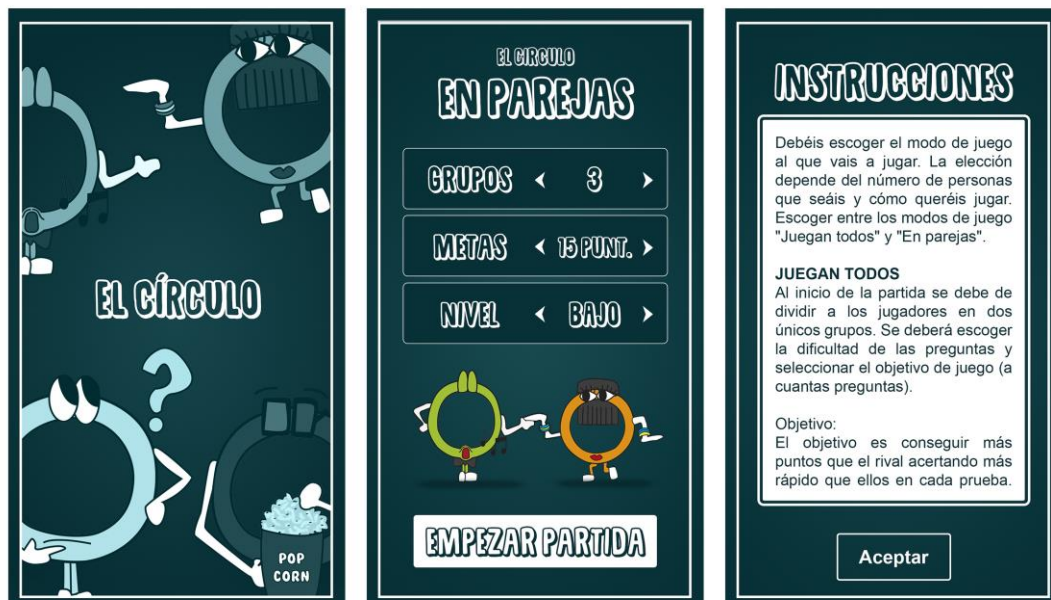 EL CÍRCULO
POP
CORN
EL CIRCULO
EN PAREJAS
GRUPOS 3
METAS 15 PUNT.
NIVEL BAJO
EMPEZAR PARTIDA
INSTRUCCIONES
Debéis escoger el modo de juego
al que vais a jugar. La elección
depende del número de personas
que seáis y cómo queréis jugar.
Escoger entre los modos de juego
"Juegan todos" y "En parejas".
JUEGAN TODOS
Al inicio de la partida se debe de
dividir a los jugadores en dos
únicos grupos. Se deberá escoger
la dificultad de las preguntas y
seleccionar el objetivo de juego (a
cuantas preguntas).
Objetivo:
El objetivo es conseguir más
puntos que el rival acertando más
rápido que ellos en cada prueba.
Aceptar